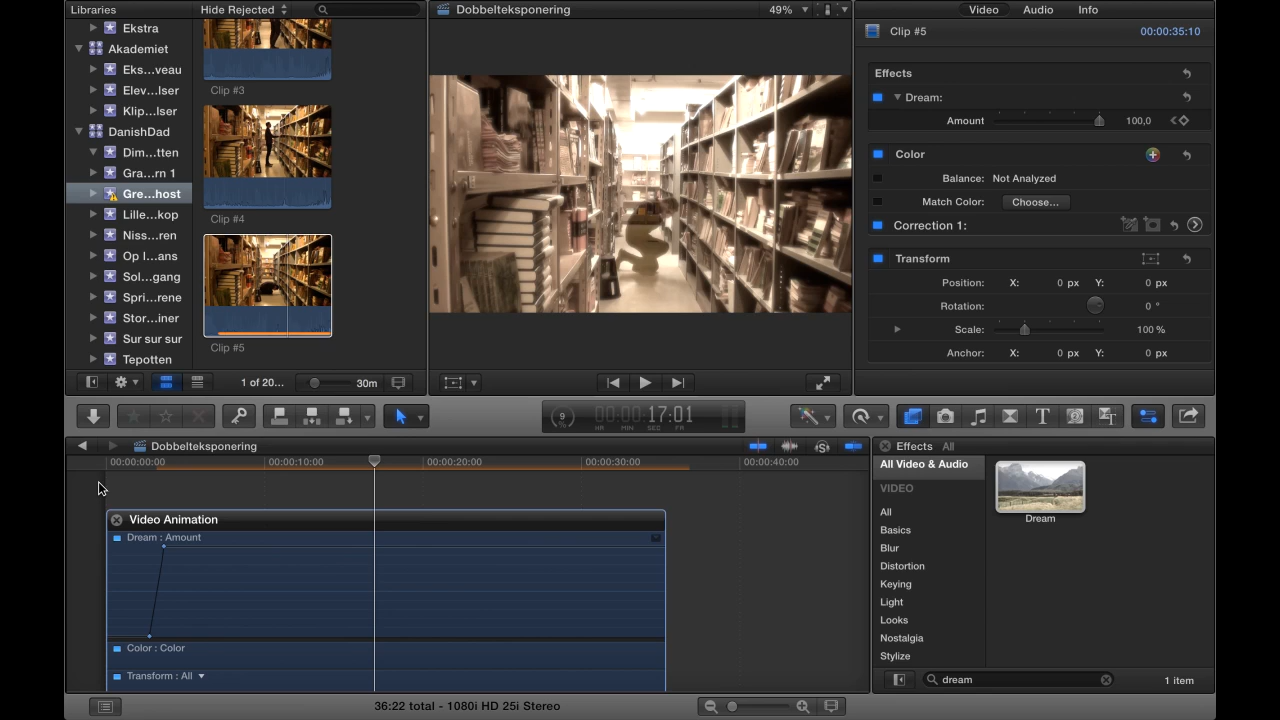 Libraries
Hide Rejected
Dobbelteksponering
49%
Video
Audio
Info
Ekstra
Akademiet
Eks...veau
Elev...lser
Klip...lser
DanishDad
Dim...tten
Gra...rn 1
Gre...host
Lille...kop
Niss...ren
Op l...ans
Sol...gang
Spri...rene
Stor...iner
Sur sur sur
Tepotten
Clip #3
Clip #4
Clip #5
1 of 20...
30m
Clip #5
00:00:35:10
Effects
Dream:
Amount
100,0
Color
Balance: Not Analyzed
Match Color: Choose...
Correction 1:
Transform
Position: X: 0 px Y: 0 px
Rotation: 0 °
Scale: 100 %
Anchor: X: 0 px Y: 0 px
9
%
00:00:17:01
HR MIN SEC FR
T
Dobbelteksponering
00:00:00:00
00:00:10:00
00:00:20:00
00:00:30:00
00:00:40:00
Video Animation
Dream : Amount
Color : Color
Transform : All
36:22 total - 1080i HD 25i Stereo
Effects All
All Video & Audio
VIDEO
All
Basics
Blur
Distortion
Keying
Light
Looks
Nostalgia
Stylize
Dream
dream
1 item